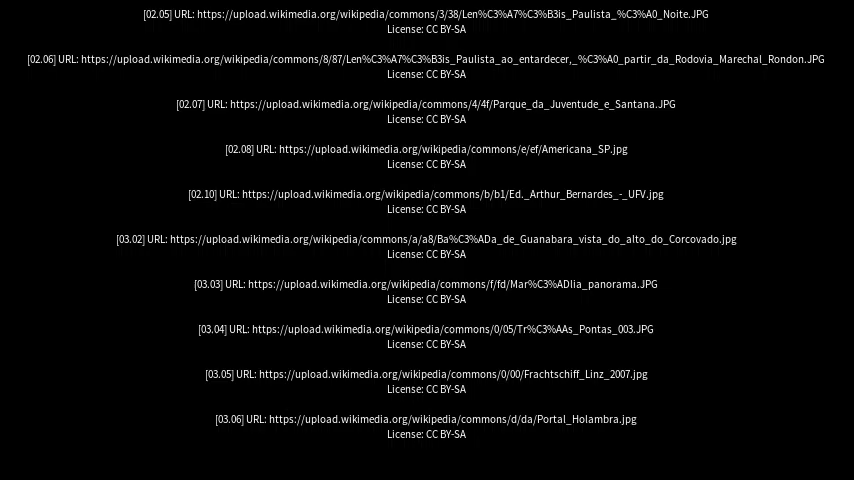 [02.05] URL: https://upload.wikimedia.org/wikipedia/commons/3/38/Len%C3%A7%C3%B3is_Paulista_%C3%A0_Noite.JPG
License: CC BY-SA
[02.06] URL: https://upload.wikimedia.org/wikipedia/commons/8/87/Len%C3%A7%C3%B3is_Paulista_ao_entardecer,_%C3%A0_partir_da_Rodovia_Marechal_Rondon.JPG
License: CC BY-SA
[02.07] URL: https://upload.wikimedia.org/wikipedia/commons/4/4f/Parque_da_Juventude_e_Santana.JPG
License: CC BY-SA
[02.08] URL: https://upload.wikimedia.org/wikipedia/commons/e/ef/Americana_SP.jpg
License: CC BY-SA
[02.10] URL: https://upload.wikimedia.org/wikipedia/commons/b/b1/Ed._Arthur_Bernardes_-_UFV.jpg
License: CC BY-SA
[03.02] URL: https://upload.wikimedia.org/wikipedia/commons/a/a8/Ba%C3%ADa_de_Guanabara_vista_do_alto_do_Corcovado.jpg
License: CC BY-SA
[03.03] URL: https://upload.wikimedia.org/wikipedia/commons/f/fd/Mar%C3%ADlia_panorama.JPG
License: CC BY-SA
[03.04] URL: https://upload.wikimedia.org/wikipedia/commons/0/05/Tr%C3%AAs_Pontas_003.JPG
License: CC BY-SA
[03.05] URL: https://upload.wikimedia.org/wikipedia/commons/0/00/Frachtschiff_Linz_2007.jpg
License: CC BY-SA
[03.06] URL: https://upload.wikimedia.org/wikipedia/commons/d/da/Portal_Holambra.jpg
License: CC BY-SA